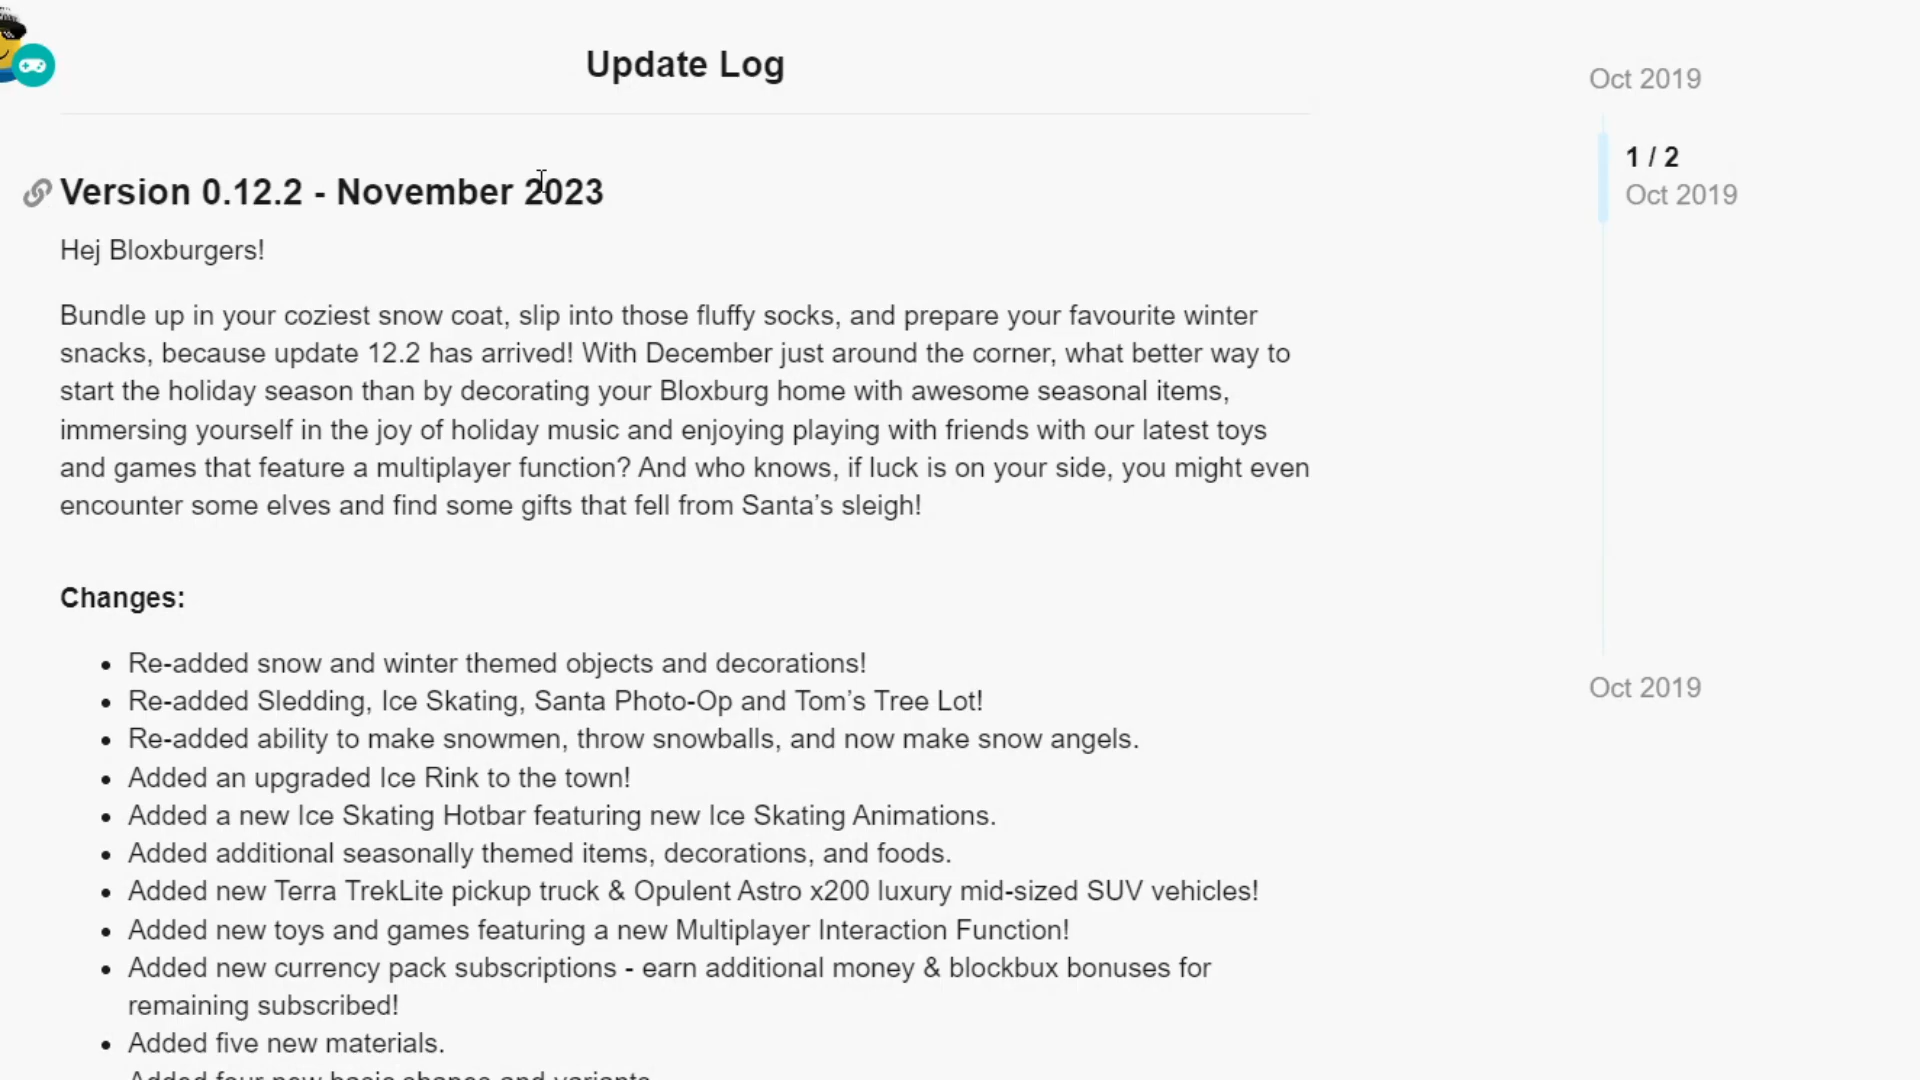 Update Log
Version 0.12.2 - November 2023
Hej Bloxburgers!
Bundle up in your coziest snow coat, slip into those fluffy socks, and prepare your favourite winter
snacks, because update 12.2 has arrived! With December just around the corner, what better way to
start the holiday season than by decorating your Bloxburg home with awesome seasonal items,
immersing yourself in the joy of holiday music and enjoying playing with friends with our latest toys
and games that feature a multiplayer function? And who knows, if luck is on your side, you might even
encounter some elves and find some gifts that fell from Santa’s sleigh!
Changes:
• Re-added snow and winter themed objects and decorations!
• Re-added Sledding, Ice Skating, Santa Photo-Op and Tom’s Tree Lot!
• Re-added ability to make snowmen, throw snowballs, and now make snow angels.
• Added an upgraded Ice Rink to the town!
• Added a new Ice Skating Hotbar featuring new Ice Skating Animations.
• Added additional seasonally themed items, decorations, and foods.
• Added new Terra TrekLite pickup truck & Opulent Astro x200 luxury mid-sized SUV vehicles!
• Added new toys and games featuring a new Multiplayer Interaction Function!
• Added new currency pack subscriptions - earn additional money & blockbux bonuses for
remaining subscribed!
• Added five new materials.
Added four new basic shapes and variants
Oct 2019
1 / 2
Oct 2019
Oct 2019